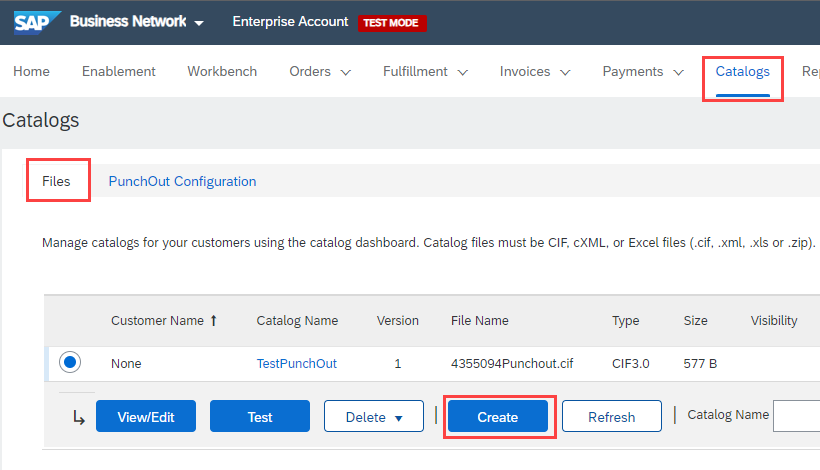 SAP Business Network Enterprise Account TEST MODE
Home Enablement Workbench Orders Fulfillment Invoices Payments Catalogs Re
Catalogs
Files PunchOut Configuration
Manage catalogs for your customers using the catalog dashboard. Catalog files must be CIF, cXML, or Excel files (.cif, .xml, .xls or .zip).
Customer Name ↑ Catalog Name Version File Name Type Size Visibility
None TestPunchOut 1 4355094Punchout.cif CIF3.0 577 B
View/Edit Test Delete Create Refresh Catalog Name